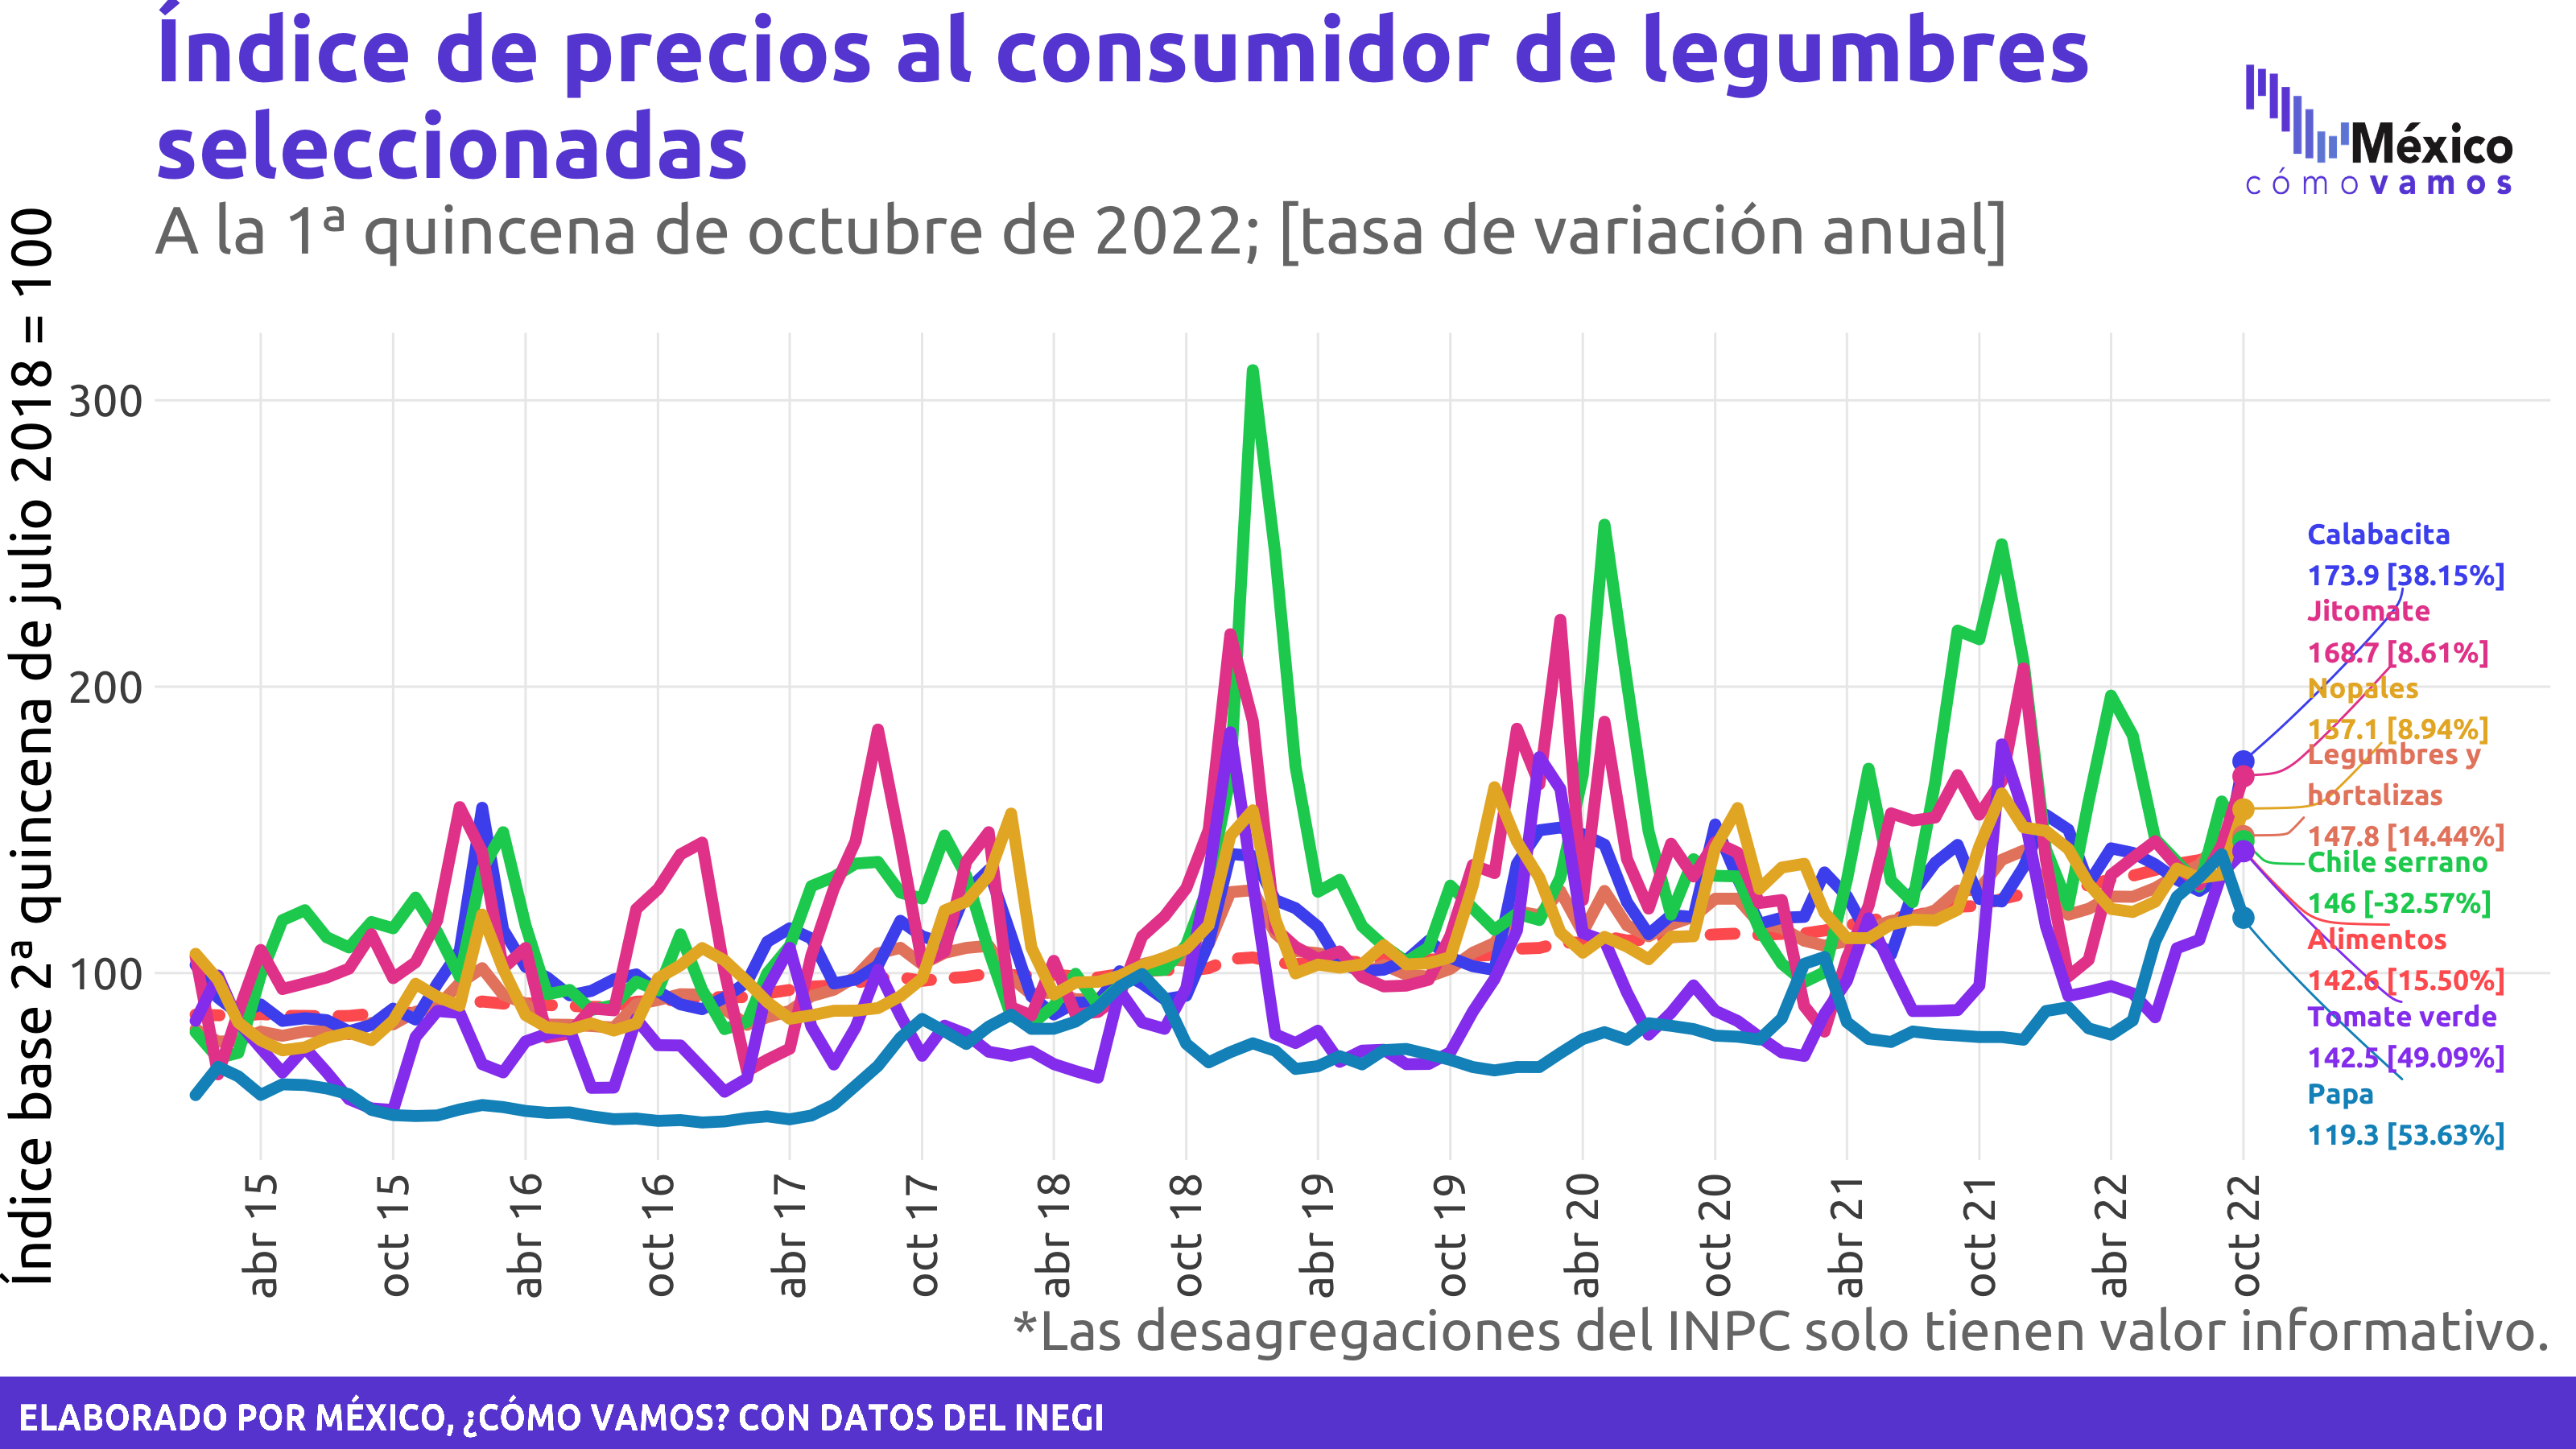 Índice de precios al consumidor de legumbres
seleccionadas
A la 1ª quincena de octubre de 2022; [tasa de variación anual]
México
cómo vamos
Índice base 2ª quincena de julio 2018 = 100
300
200
100
Calabacita
173.9 [38.15%]
Jitomate
168.7 [8.61%]
Nopales
157.1 [8.94%]
Legumbres y
hortalizas
147.8 [14.44%]
Chile serrano
146 [-32.57%]
Alimentos
142.6 [15.50%]
Tomate verde
142.5 [49.09%]
Papa
119.3 [53.63%]
abr 15
oct 15
abr 16
oct 16
abr 17
oct 17
abr 18
oct 18
abr 19
oct 19
abr 20
oct 20
abr 21
oct 21
abr 22
oct 22
*Las desagregaciones del INPC solo tienen valor informativo.
ELABORADO POR MÉXICO, ¿CÓMO VAMOS? CON DATOS DEL INEGI